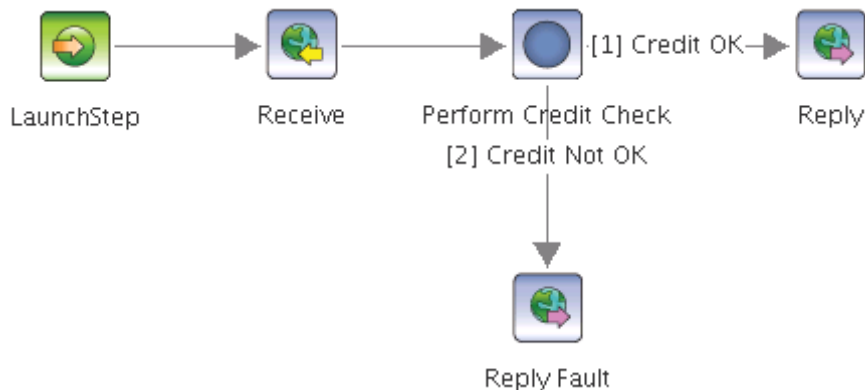 [1] Credit OK
LaunchStep
Receive
Perform Credit Check
Reply
[2] Credit Not OK
Reply Fault